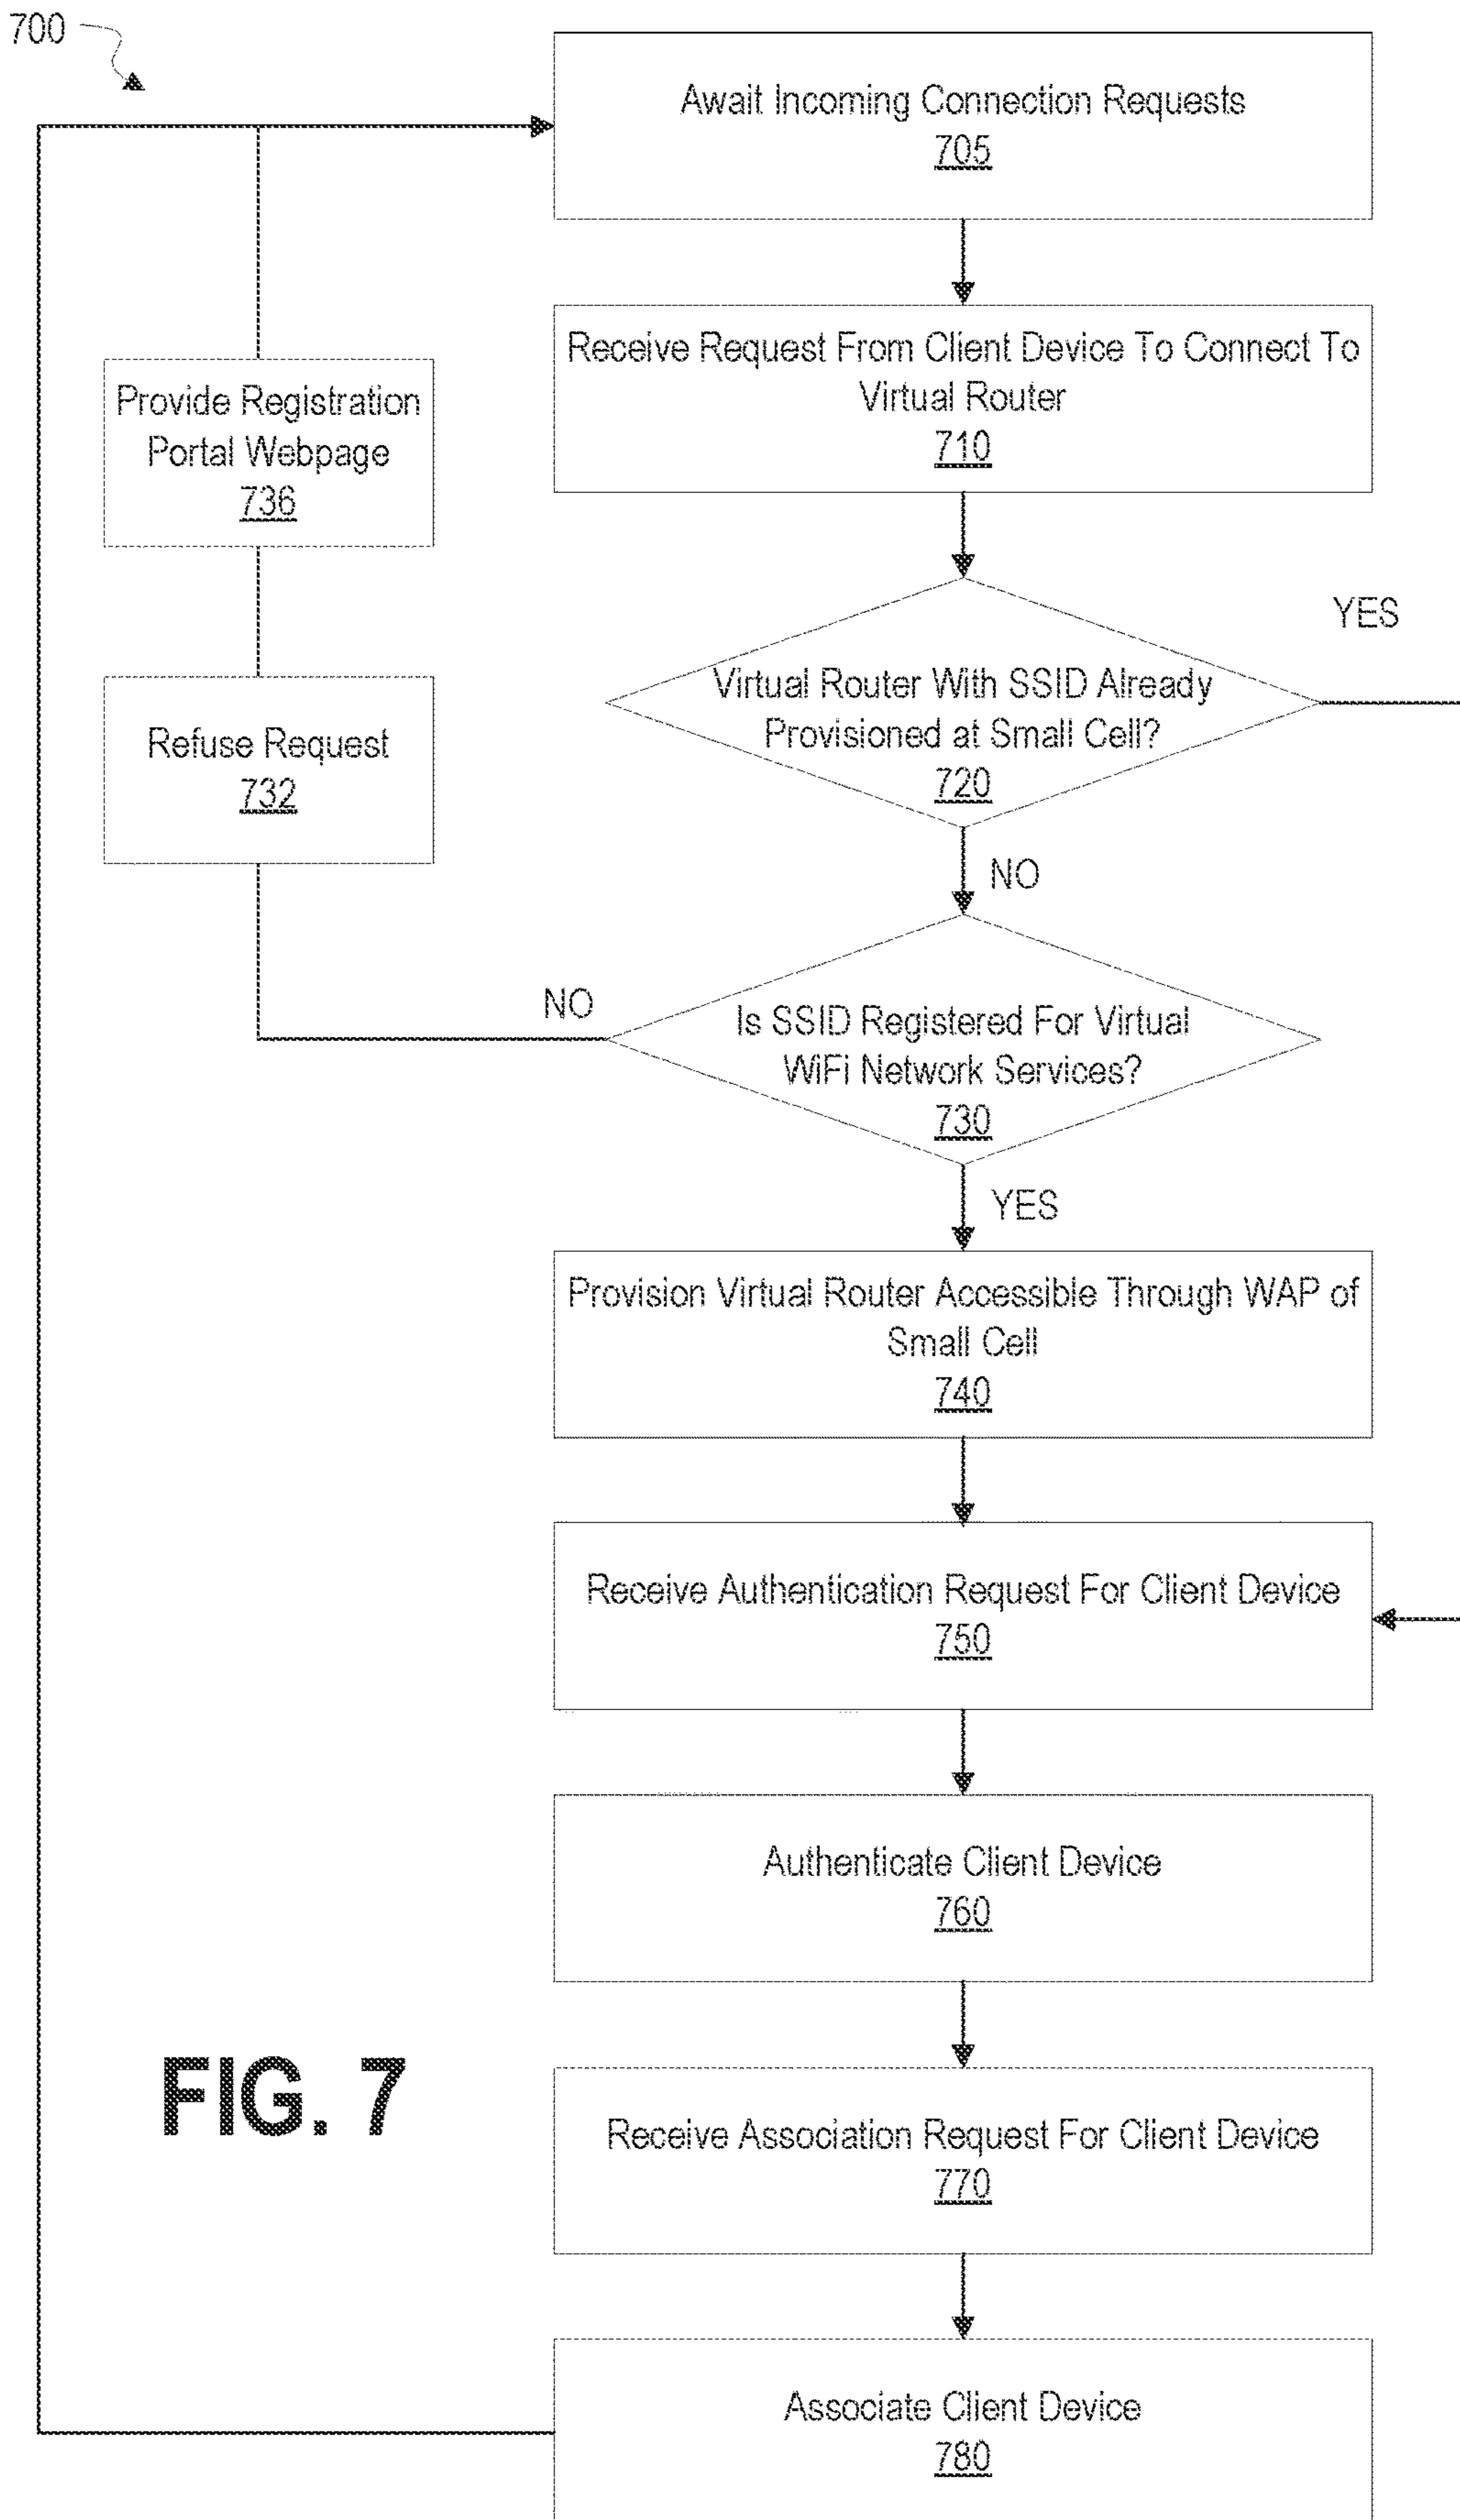 700
Await Incoming Connection Requests
705
Receive Request From Client Device To Connect To
Virtual Router
710
Provide Registration
Portal Webpage
736
YES
Virtual Router With SSID Already
Provisioned at Small Cell?
720
Refuse Request
732
NO
NO
Is SSID Registered For Virtual
WiFi Network Services?
730
YES
Provision Virtual Router Accessible Through WAP of
Small Cell
740
Receive Authentication Request For Client Device
750
Authenticate Client Device
760
FIG. 7
Receive Association Request For Client Device
770
Associate Client Device
780